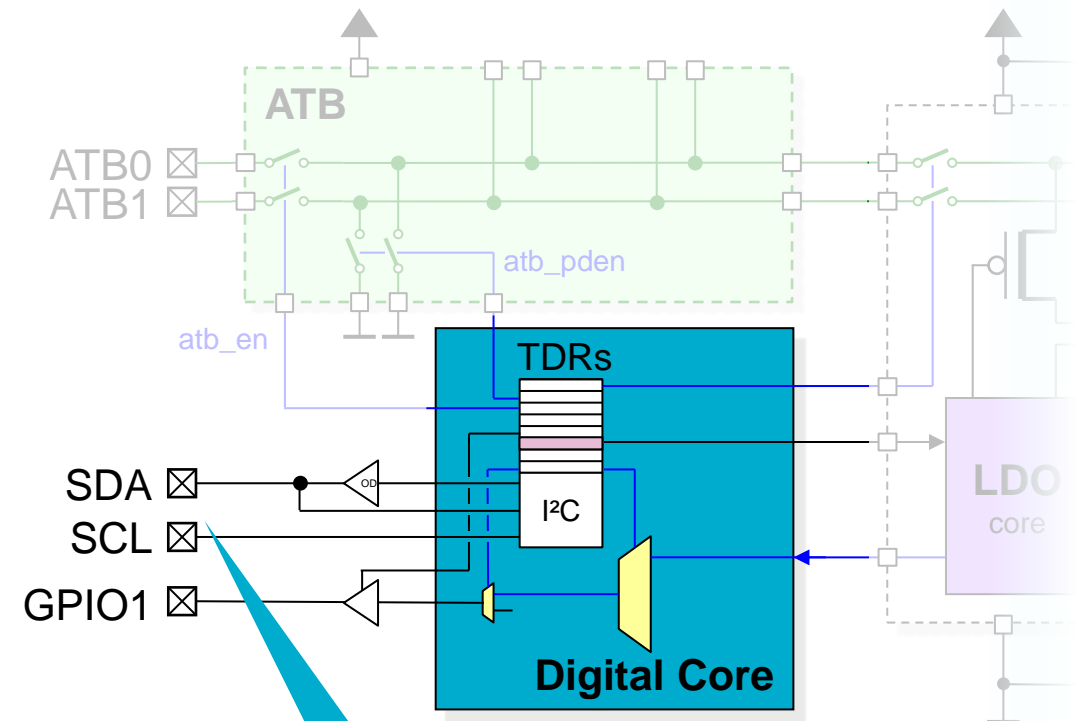 ATB
ATB0
ATB1
atb_pden
atb_en
TDRs
SDA
OD
I²C
LDO
core
SCL
GPIO1
Digital Core